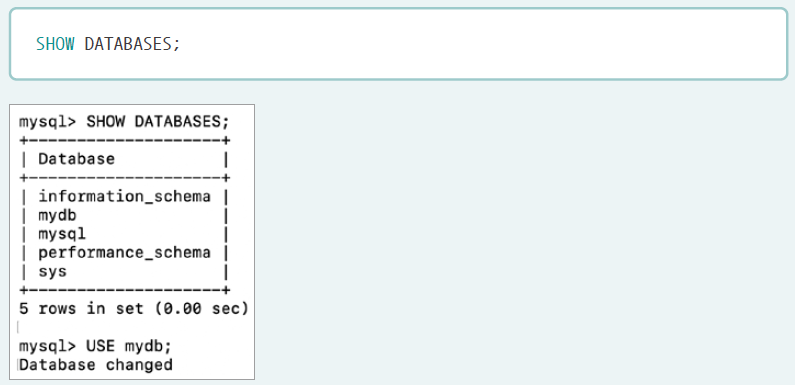 SHOW DATABASES;
mysql> SHOW DATABASES;
+--------------------+
| Database           |
+--------------------+
| information_schema |
| mydb               |
| mysql              |
| performance_schema |
| sys                |
+--------------------+
5 rows in set (0.00 sec)
mysql> USE mydb;
Database changed